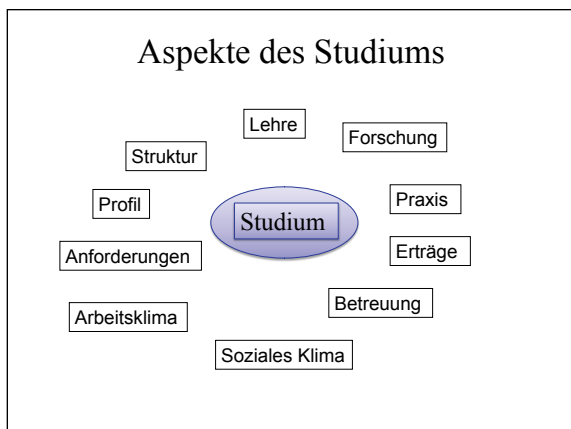 Aspekte des Studiums
Lehre
Forschung
Struktur
Profil
Praxis
Studium
Anforderungen
Erträge
Betreuung
Arbeitsklima
Soziales Klima